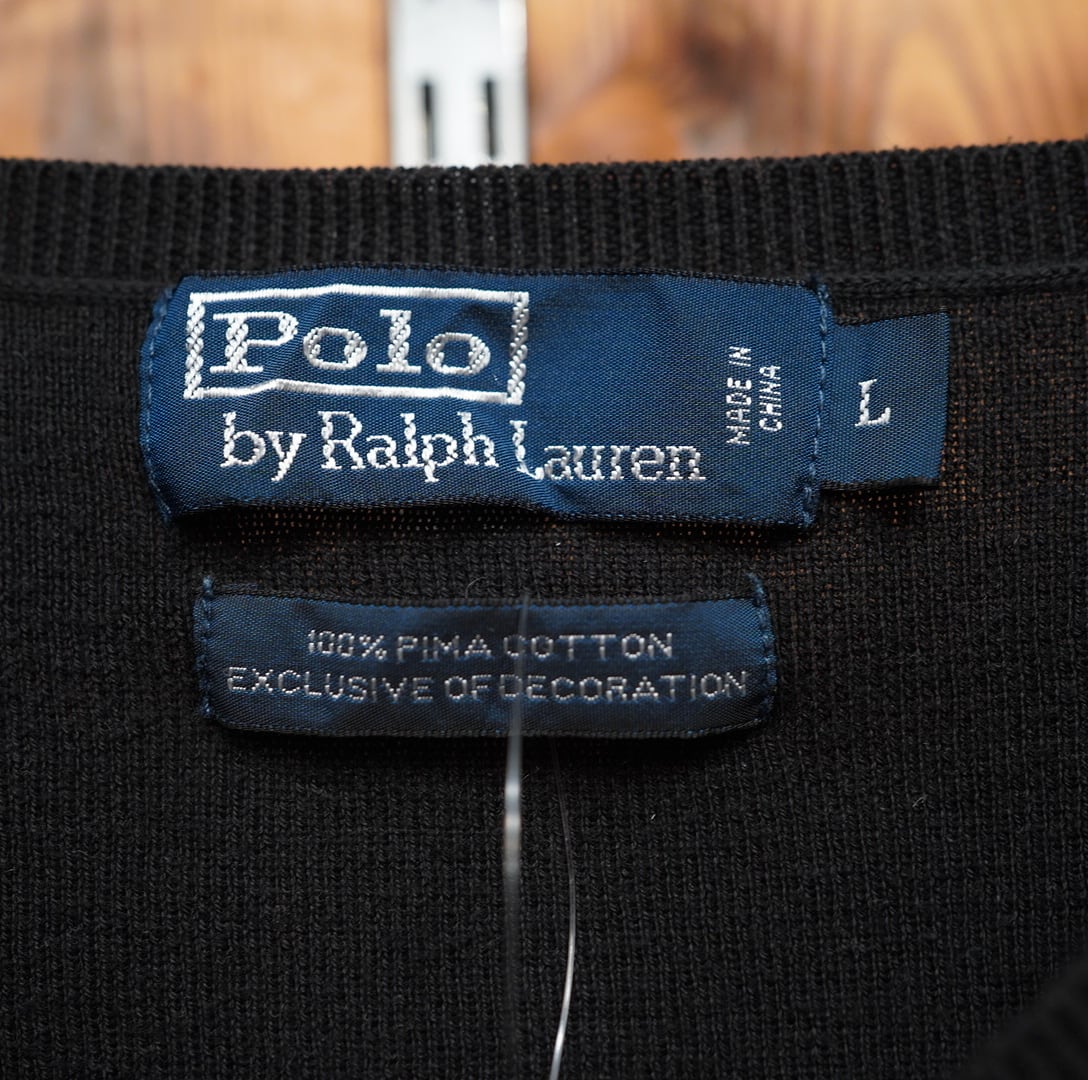 Polo
by Ralph Lauren
MADE IN
CHINA
L
100% PIMA COTTON
EXCLUSIVE OF DECORATION